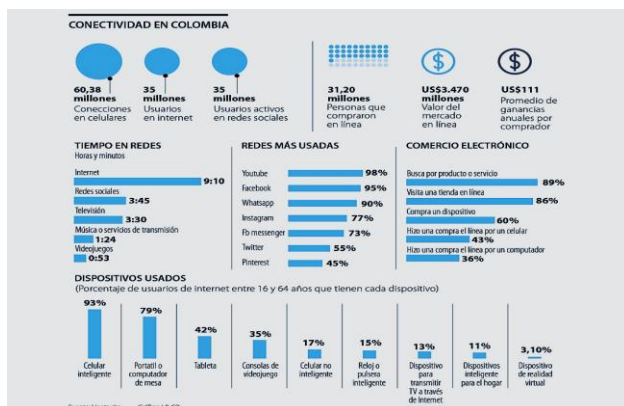 CONECTIVIDAD EN COLOMBIA
60,38
millones
Conecciones
en celulares
35
millones
Usuarios
en internet
35
millones
Usuarios activos
en redes sociales
31,20
millones
Personas que
compraron
en línea
US$3.470
millones
Valor del
mercado
en línea
US$111
Promedio de
ganancias
anuales por
comprador
TIEMPO EN REDES
Horas y minutos
Internet
9:10
Redes sociales
3:45
Televisión
3:30
Música o servicios de transmisión
1:24
Videojuegos
0:53
REDES MÁS USADAS
Youtube 98%
Facebook 95%
Whatsapp 90%
Instagram 77%
Fb messenger 73%
Twitter 55%
Pinterest 45%
COMERCIO ELECTRÓNICO
Busca por producto o servicio
89%
Visita una tienda en línea
86%
Compra un dispositivo
60%
Hizo una compra el línea por un celular
43%
Hizo una compra el línea por un computador
36%
DISPOSITIVOS USADOS
(Porcentaje de usuarios de internet entre 16 y 64 años que tienen cada dispositivo)
93%
Celular
inteligente
79%
Portatil o
computador
de mesa
42%
Tableta
35%
Consolas de
videojuego
17%
Celular no
inteligente
15%
Reloj o
pulsera
inteligente
13%
Dispositivo
para
transmitir
TV a través
de Internet
11%
Dispositivos
inteligente
para el hogar
3,10%
Dispositivo
de realidad
virtual